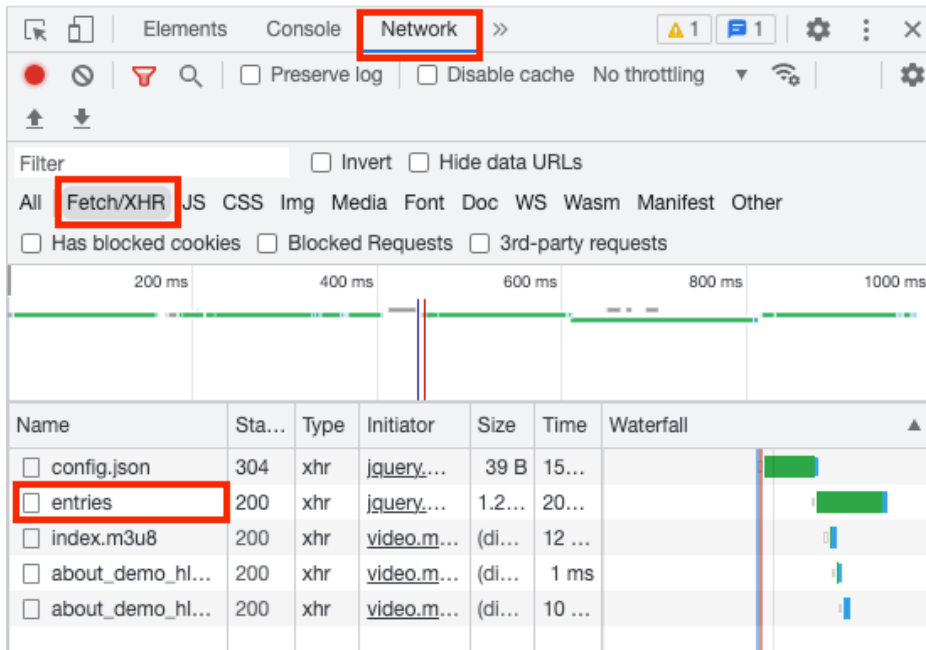 Elements Console Network » 1 1
Preserve log Disable cache No throttling
Filter Invert Hide data URLs
All Fetch/XHR JS CSS Img Media Font Doc WS Wasm Manifest Other
Has blocked cookies Blocked Requests 3rd-party requests
200 ms 400 ms 600 ms 800 ms 1000 ms
Name Sta... Type Initiator Size Time Waterfall
config.json 304 xhr jquery.... 39 B 15...
entries 200 xhr jquery.... 1.2... 20...
index.m3u8 200 xhr video.m... (di... 12 ...
about_demo_hl... 200 xhr video.m... (di... 1 ms
about_demo_hl... 200 xhr video.m... (di... 10 ...